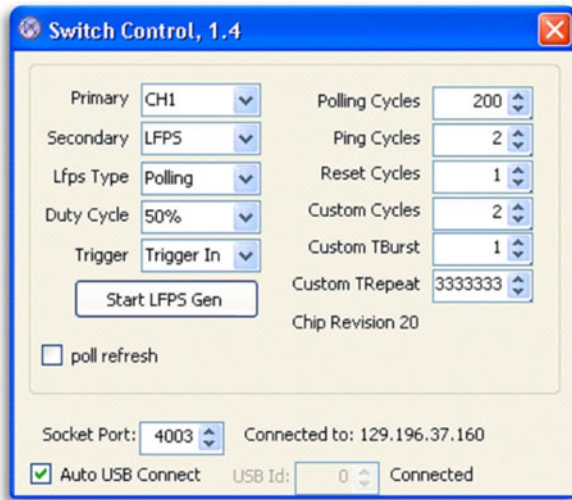 Switch Control, 1.4
Primary CH1
Secondary LFPS
Lfps Type Polling
Duty Cycle 50%
Trigger Trigger In
Start LFPS Gen
poll refresh
Polling Cycles 200
Ping Cycles 2
Reset Cycles 1
Custom Cycles 2
Custom TBurst 1
Custom TRepeat 3333333
Chip Revision 20
Socket Port: 4003 Connected to: 129.196.37.160
Auto USB Connect USB Id: 0 Connected